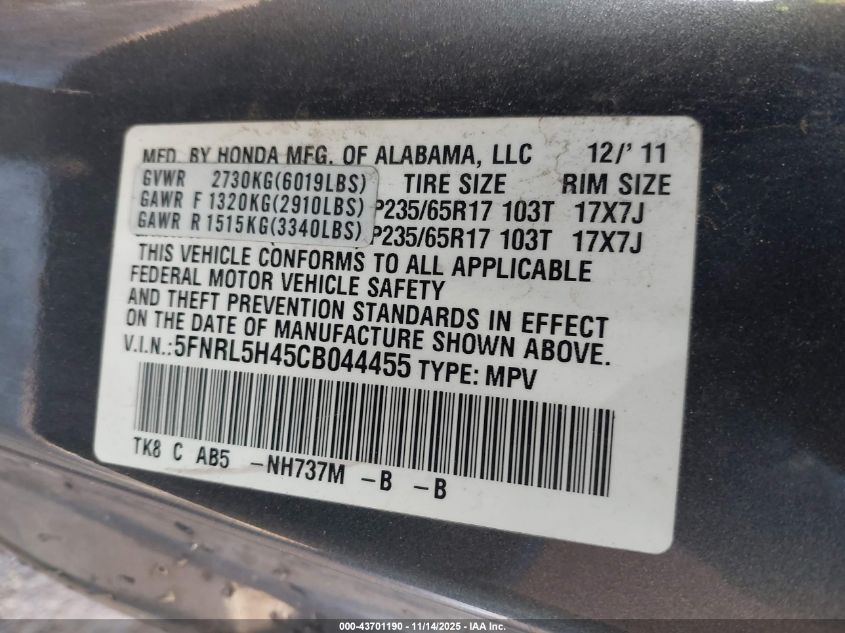 MFD. BY HONDA MFG. OF ALABAMA, LLC 12/'11
GVWR 2730KG(6019LBS) TIRE SIZE RIM SIZE
GAWR F 1320KG(2910LBS) P235/65R17 103T 17X7J
GAWR R 1515KG(3340LBS) P235/65R17 103T 17X7J
THIS VEHICLE CONFORMS TO ALL APPLICABLE
FEDERAL MOTOR VEHICLE SAFETY
AND THEFT PREVENTION STANDARDS IN EFFECT
ON THE DATE OF MANUFACTURE SHOWN ABOVE.
V.I.N.:5FNRL5H45CB044455 TYPE: MPV
TK8 C AB5 -NH737M -B -B
000-43701190 - 11/14/2025 - IAA Inc.